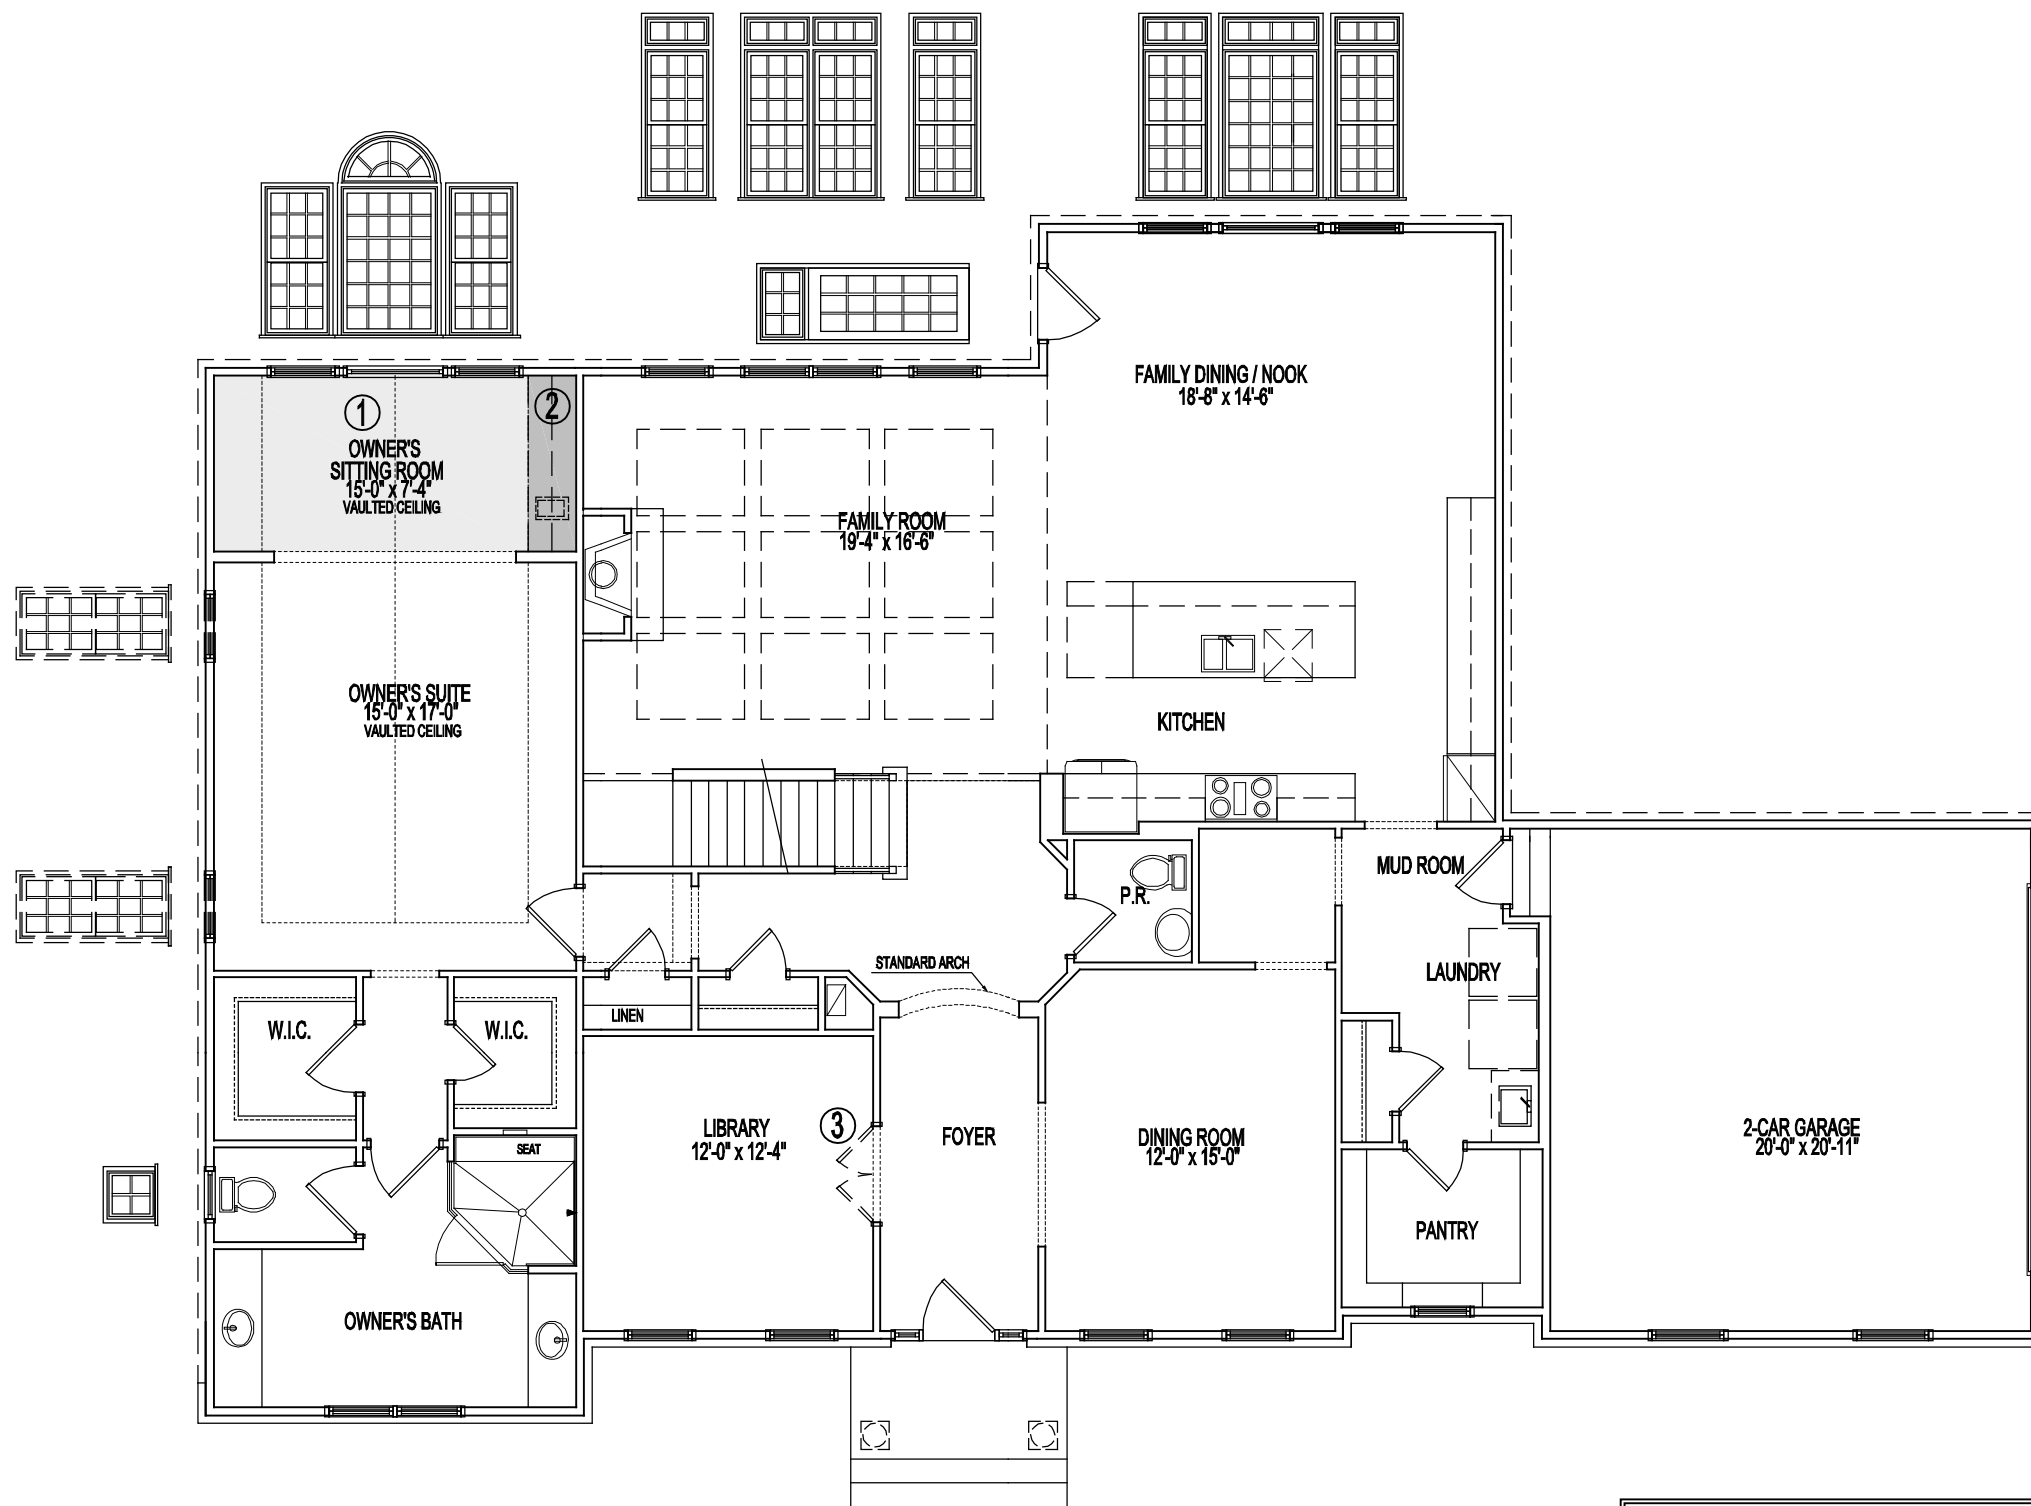 FAMILY DINING / NOOK
18'-8" x 14'-6"
1
2
OWNER'S
SITTING ROOM
15'-0" x 7'-4"
VAULTED CEILING
FAMILY ROOM
19'-4" x 16'-6"
OWNER'S SUITE
15'-0" x 17'-0"
VAULTED CEILING
KITCHEN
MUD ROOM
P.R.
STANDARD ARCH
LAUNDRY
W.I.C.
W.I.C.
LINEN
LIBRARY
12'-0" x 12'-4"
3
FOYER
DINING ROOM
12'-0" x 15'-0"
2-CAR GARAGE
20'-0" x 20'-11"
SEAT
PANTRY
OWNER'S BATH